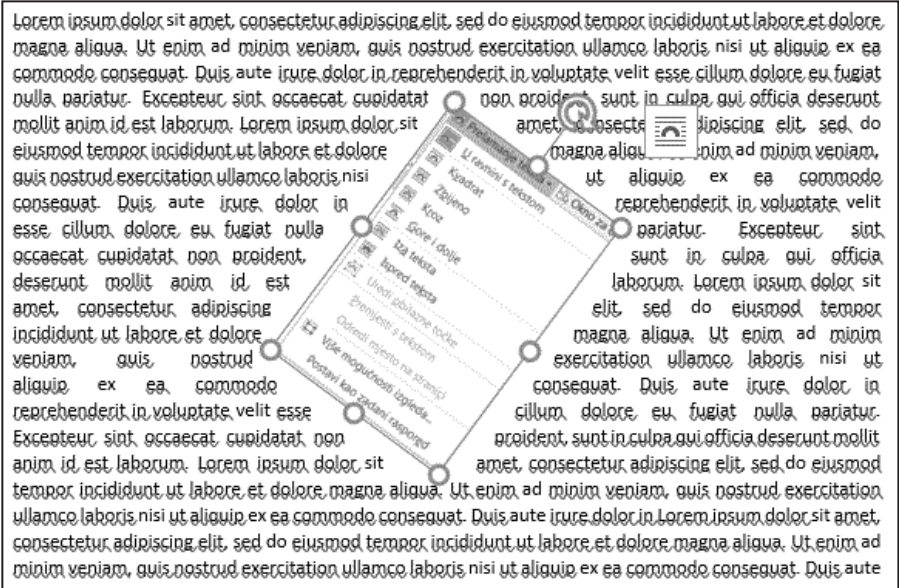 Lorem ipsum dolor sit amet, consectetur adipiscing elit, sed do eiusmod tempor incididunt ut labore et dolore
magna aliqua. Ut enim ad minim veniam, quis nostrud exercitation ullamco laboris nisi ut aliquip ex ea
commodo consequat. Duis aute irure dolor in reprehenderit in voluptate velit esse cillum dolore eu fugiat
nulla pariatur. Excepteur sint occaecat cupidatat non proident, sunt in culpa qui officia deserunt
mollit anim id est laborum. Lorem ipsum dolor sit amet, elit, sed do
eiusmod tempor incididunt ut labore et dolore magna ad minim veniam,
quis nostrud exercitation ullamco laboris nisi ut aliquip ex ea commodo
consequat. Duis aute irure dolor in reprehenderit in voluptate velit
esse cillum dolore eu fugiat nulla pariatur. Excepteur sint
occaecat cupidatat non proident, sunt in culpa qui officia
deserunt mollit anim id est laborum. Lorem ipsum dolor sit
amet, consectetur adipiscing elit, sed do eiusmod tempor
incididunt ut labore et dolore magna aliqua. Ut enim ad minim
veniam, quis nostrud exercitation ullamco laboris nisi ut
aliquip ex ea commodo consequat. Duis aute irure dolor in
reprehenderit in voluptate velit esse cillum dolore eu fugiat nulla pariatur.
Excepteur sint occaecat cupidatat non proident, sunt in culpa qui officia deserunt mollit
anim id est laborum. Lorem ipsum dolor sit amet, consectetur adipiscing elit, sed do eiusmod
tempor incididunt ut labore et dolore magna aliqua. Ut enim ad minim veniam, quis nostrud exercitation
ullamco laboris nisi ut aliquip ex ea commodo consequat. Duis aute irure dolor in Lorem ipsum dolor sit amet,
consectetur adipiscing elit, sed do eiusmod tempor incididunt ut labore et dolore magna aliqua. Ut enim ad
minim veniam, quis nostrud exercitation ullamco laboris nisi ut aliquip ex ea commodo consequat. Duis aute
Prelamanje Okno za
U ravnini s tekstom
Kvadrat
Zbijeno
Kroz
Gore i dolje
Iza teksta
Ispred teksta
Uredi obilazne točke
Premjesti s tekstom
Odredi mjesto na stranici
Više mogućnosti izgleda...
Postavi kao zadani raspored